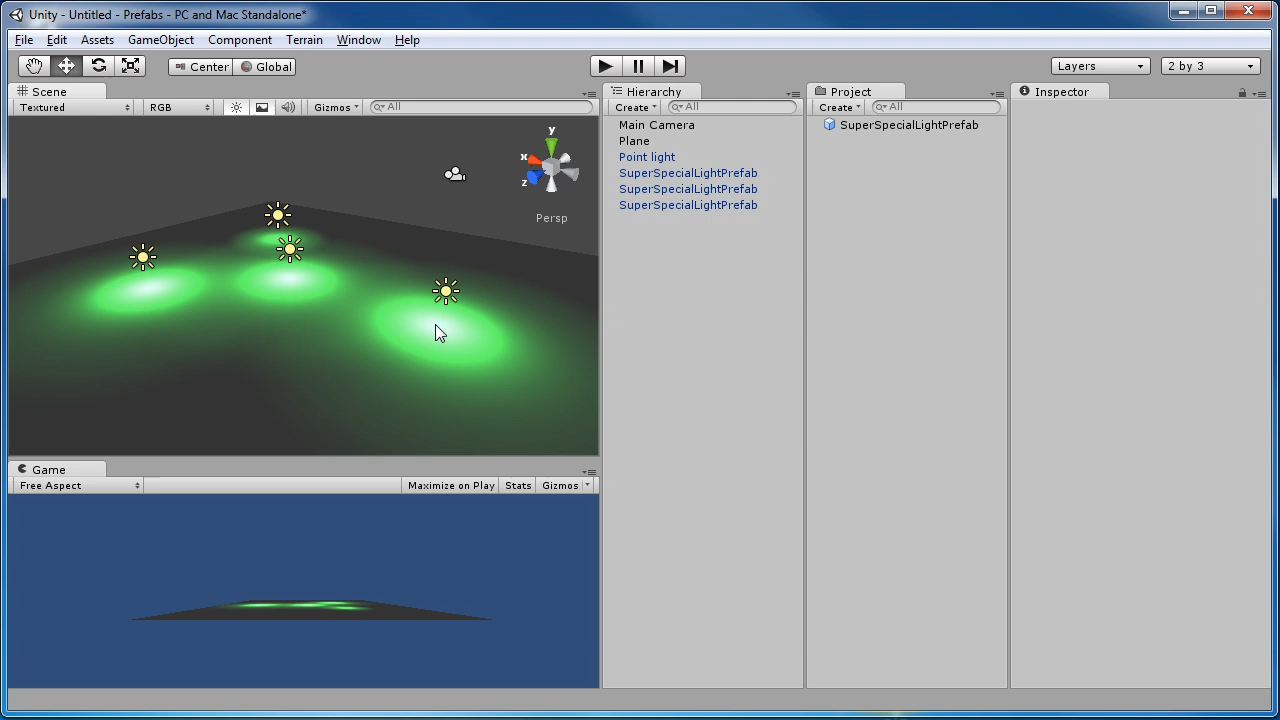 Unity - Untitled - Prefabs - PC and Mac Standalone*
File Edit Assets GameObject Component Terrain Window Help
Center Global Layers 2 by 3
Scene
Textured RGB Gizmos All
y
x
z
Persp
Game
Free Aspect Maximize on Play Stats Gizmos
Hierarchy
Create All
Main Camera
Plane
Point light
SuperSpecialLightPrefab
SuperSpecialLightPrefab
SuperSpecialLightPrefab
Project
Create All
SuperSpecialLightPrefab
Inspector